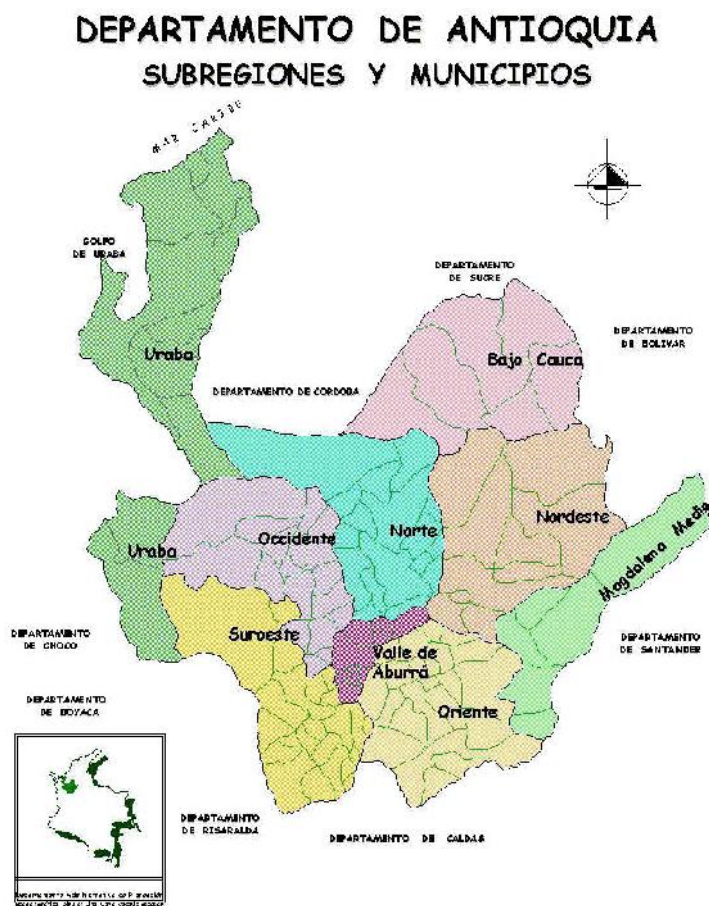 DEPARTAMENTO DE ANTIOQUIA
SUBREGIONES Y MUNICIPIOS
MAR CARIBE
GOLFO
DE URABA
DEPARTAMENTO
DE SUCRE
DEPARTAMENTO
DE BOLIVAR
Uraba
Bajo Cauca
DEPARTAMENTO DE CORDOBA
Uraba
Occidente
Norte
Nordeste
Magdalena Medio
Suroeste
Valle de
Aburrá
Oriente
DEPARTAMENTO
DE CHOCO
DEPARTAMENTO
DE SANTANDER
DEPARTAMENTO
DE BOYACA
DEPARTAMENTO
DE RISARALDA
DEPARTAMENTO DE CALDAS